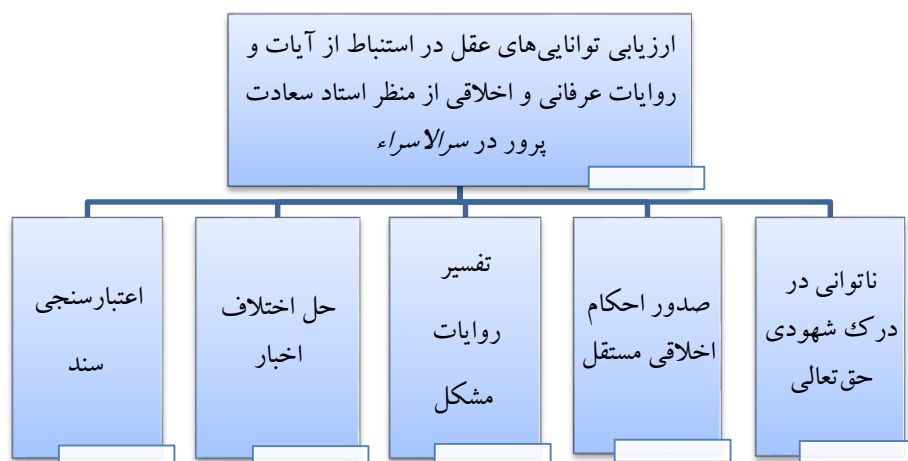 ارزیابی توانایی‌های عقل در استنباط از آیات و
روایات عرفانی و اخلاقی از منظر استاد سعادت
پرور در سرالاسراء
ناتوانی در
درک شهودی
حق‌تعالی
صدور احکام
اخلاقی مستقل
تفسیر
روایات
مشکل
حل اختلاف
اخبار
اعتبارسنجی
سند